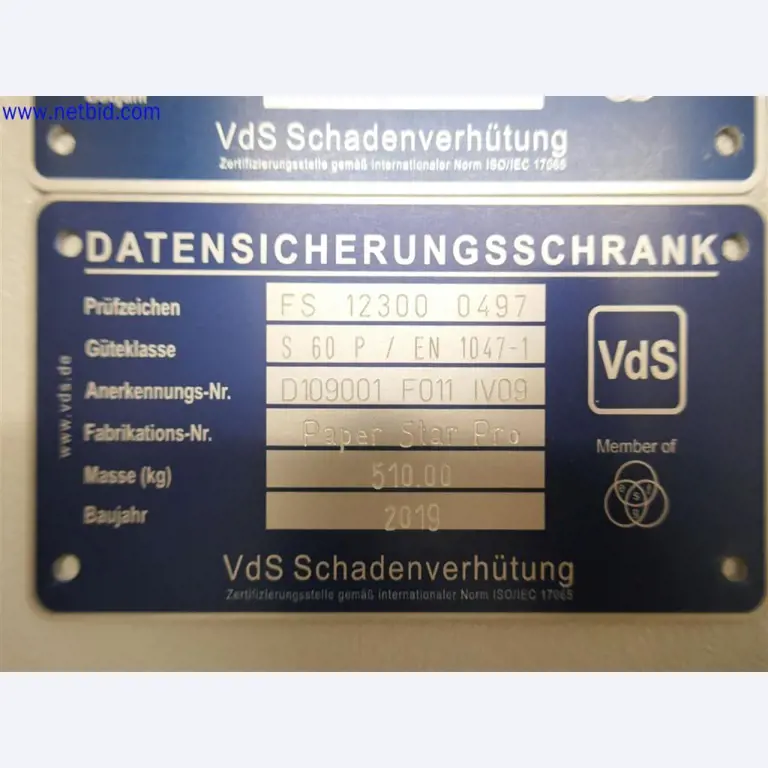 www.netbid.com
VdS Schadenverhütung
Zertifizierungsstelle gemäß internationaler Norm ISO/IEC 17065
DATENSICHERUNGSSCHRANK
Prüfzeichen FS 12300 0497
Güteklasse S 60 P / EN 1047-1
Anerkennungs-Nr. D109001 F011 IV09
Fabrikations-Nr. Paper Star Pro
Masse (kg) 510.00
Baujahr 2019
www.vds.de
VdS
Member of
VdS Schadenverhütung
Zertifizierungsstelle gemäß internationaler Norm ISO/IEC 17065